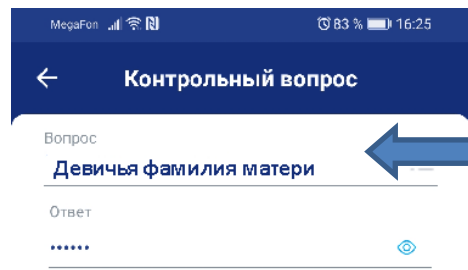 MegaFon 83 % 16:25
Контрольный вопрос
Вопрос
Девичья фамилия матери
Ответ
••••••